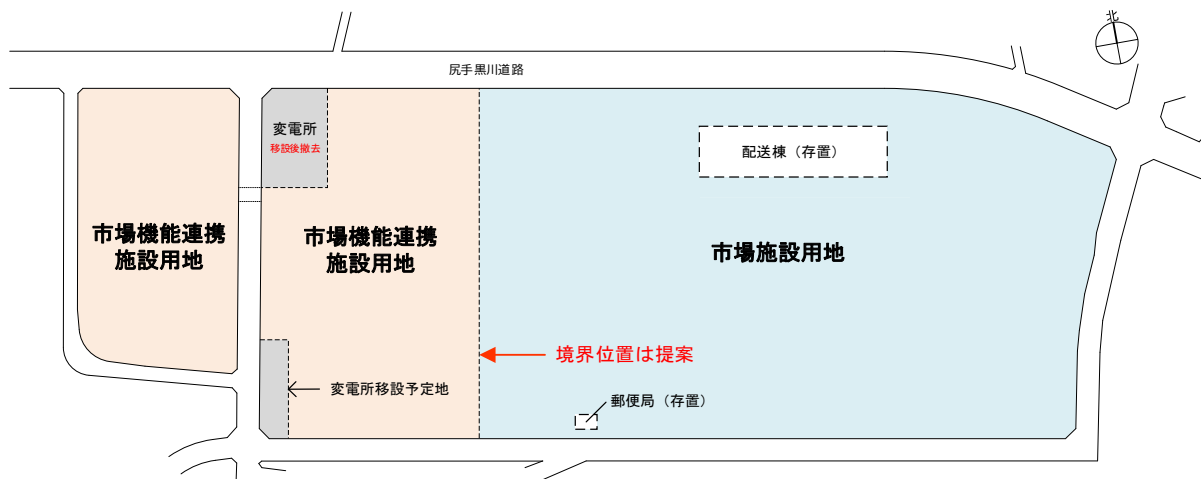 北
尻手黒川道路
変電所
移設後撤去
配送棟（存置）
市場機能連携
施設用地
市場機能連携
施設用地
市場施設用地
境界位置は提案
変電所移設予定地
郵便局（存置）